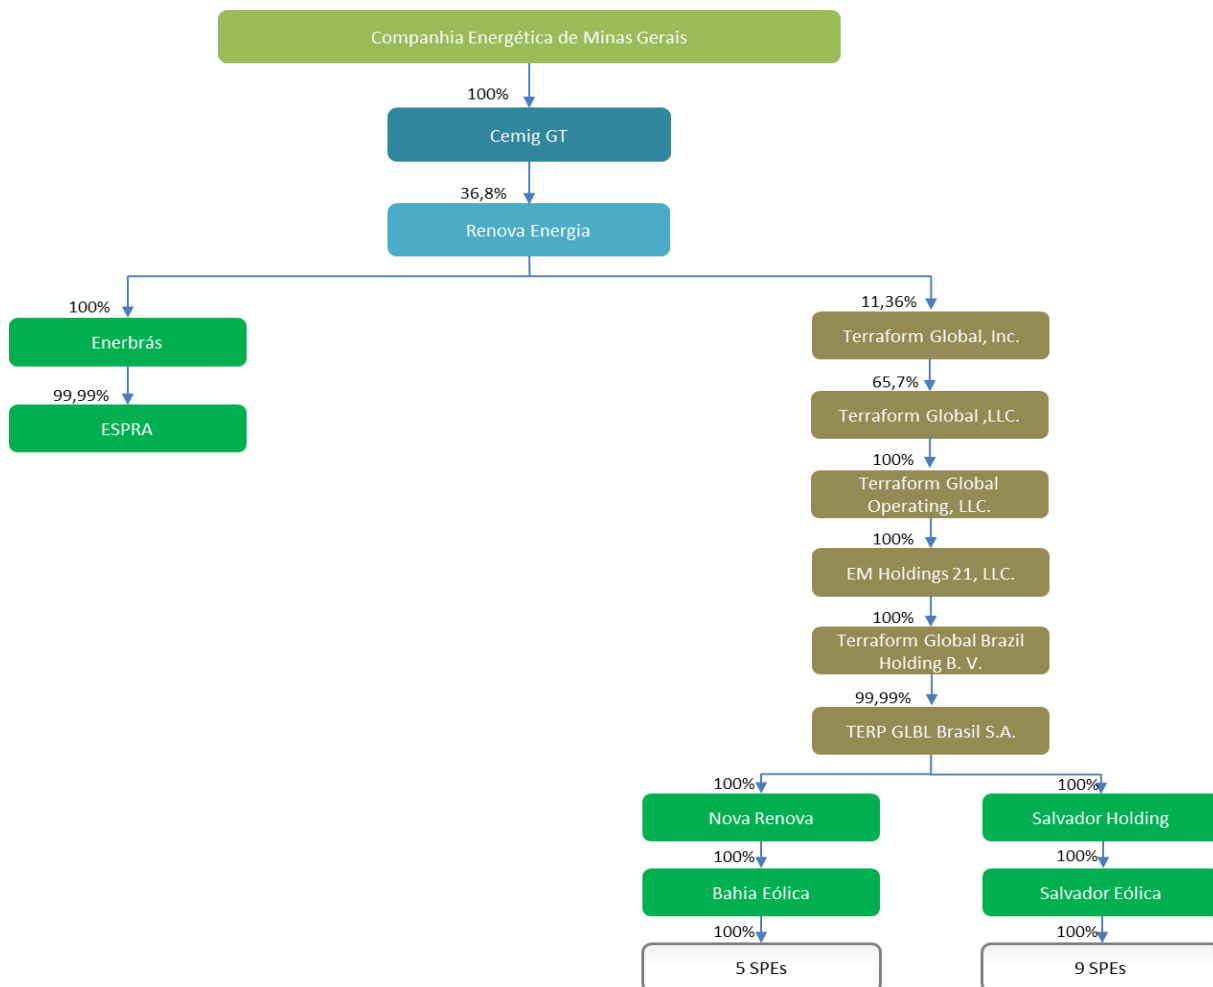 Companhia Energética de Minas Gerais
100%
Cemig GT
36,8%
Renova Energia
100%
11,36%
Enerbrás
Terraform Global, Inc.
99,99%
65,7%
ESPRA
Terraform Global ,LLC.
100%
Terraform Global
Operating, LLC.
100%
EM Holdings 21, LLC.
100%
Terraform Global Brazil
Holding B. V.
99,99%
TERP GLBL Brasil S.A.
100%
100%
Nova Renova
Salvador Holding
100%
100%
Bahia Eólica
Salvador Eólica
100%
100%
5 SPEs
9 SPEs